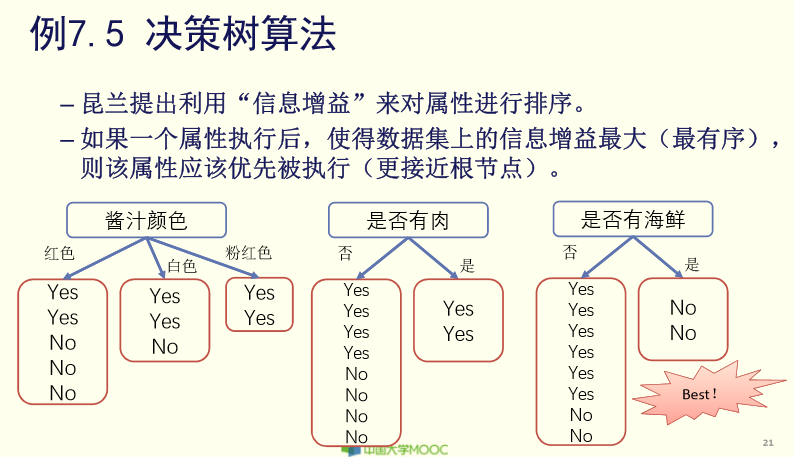 例7.5 决策树算法
– 昆兰提出利用“信息增益”来对属性进行排序。
– 如果一个属性执行后，使得数据集上的信息增益最大（最有序），
则该属性应该优先被执行（更接近根节点）。
酱汁颜色
红色
白色
粉红色
Yes
Yes
No
No
No
Yes
Yes
No
Yes
Yes
是否有肉
否
是
Yes
Yes
Yes
Yes
No
No
No
No
Yes
Yes
是否有海鲜
否
是
Yes
Yes
Yes
Yes
Yes
Yes
No
No
No
No
Best！
中国大学MOOC
21